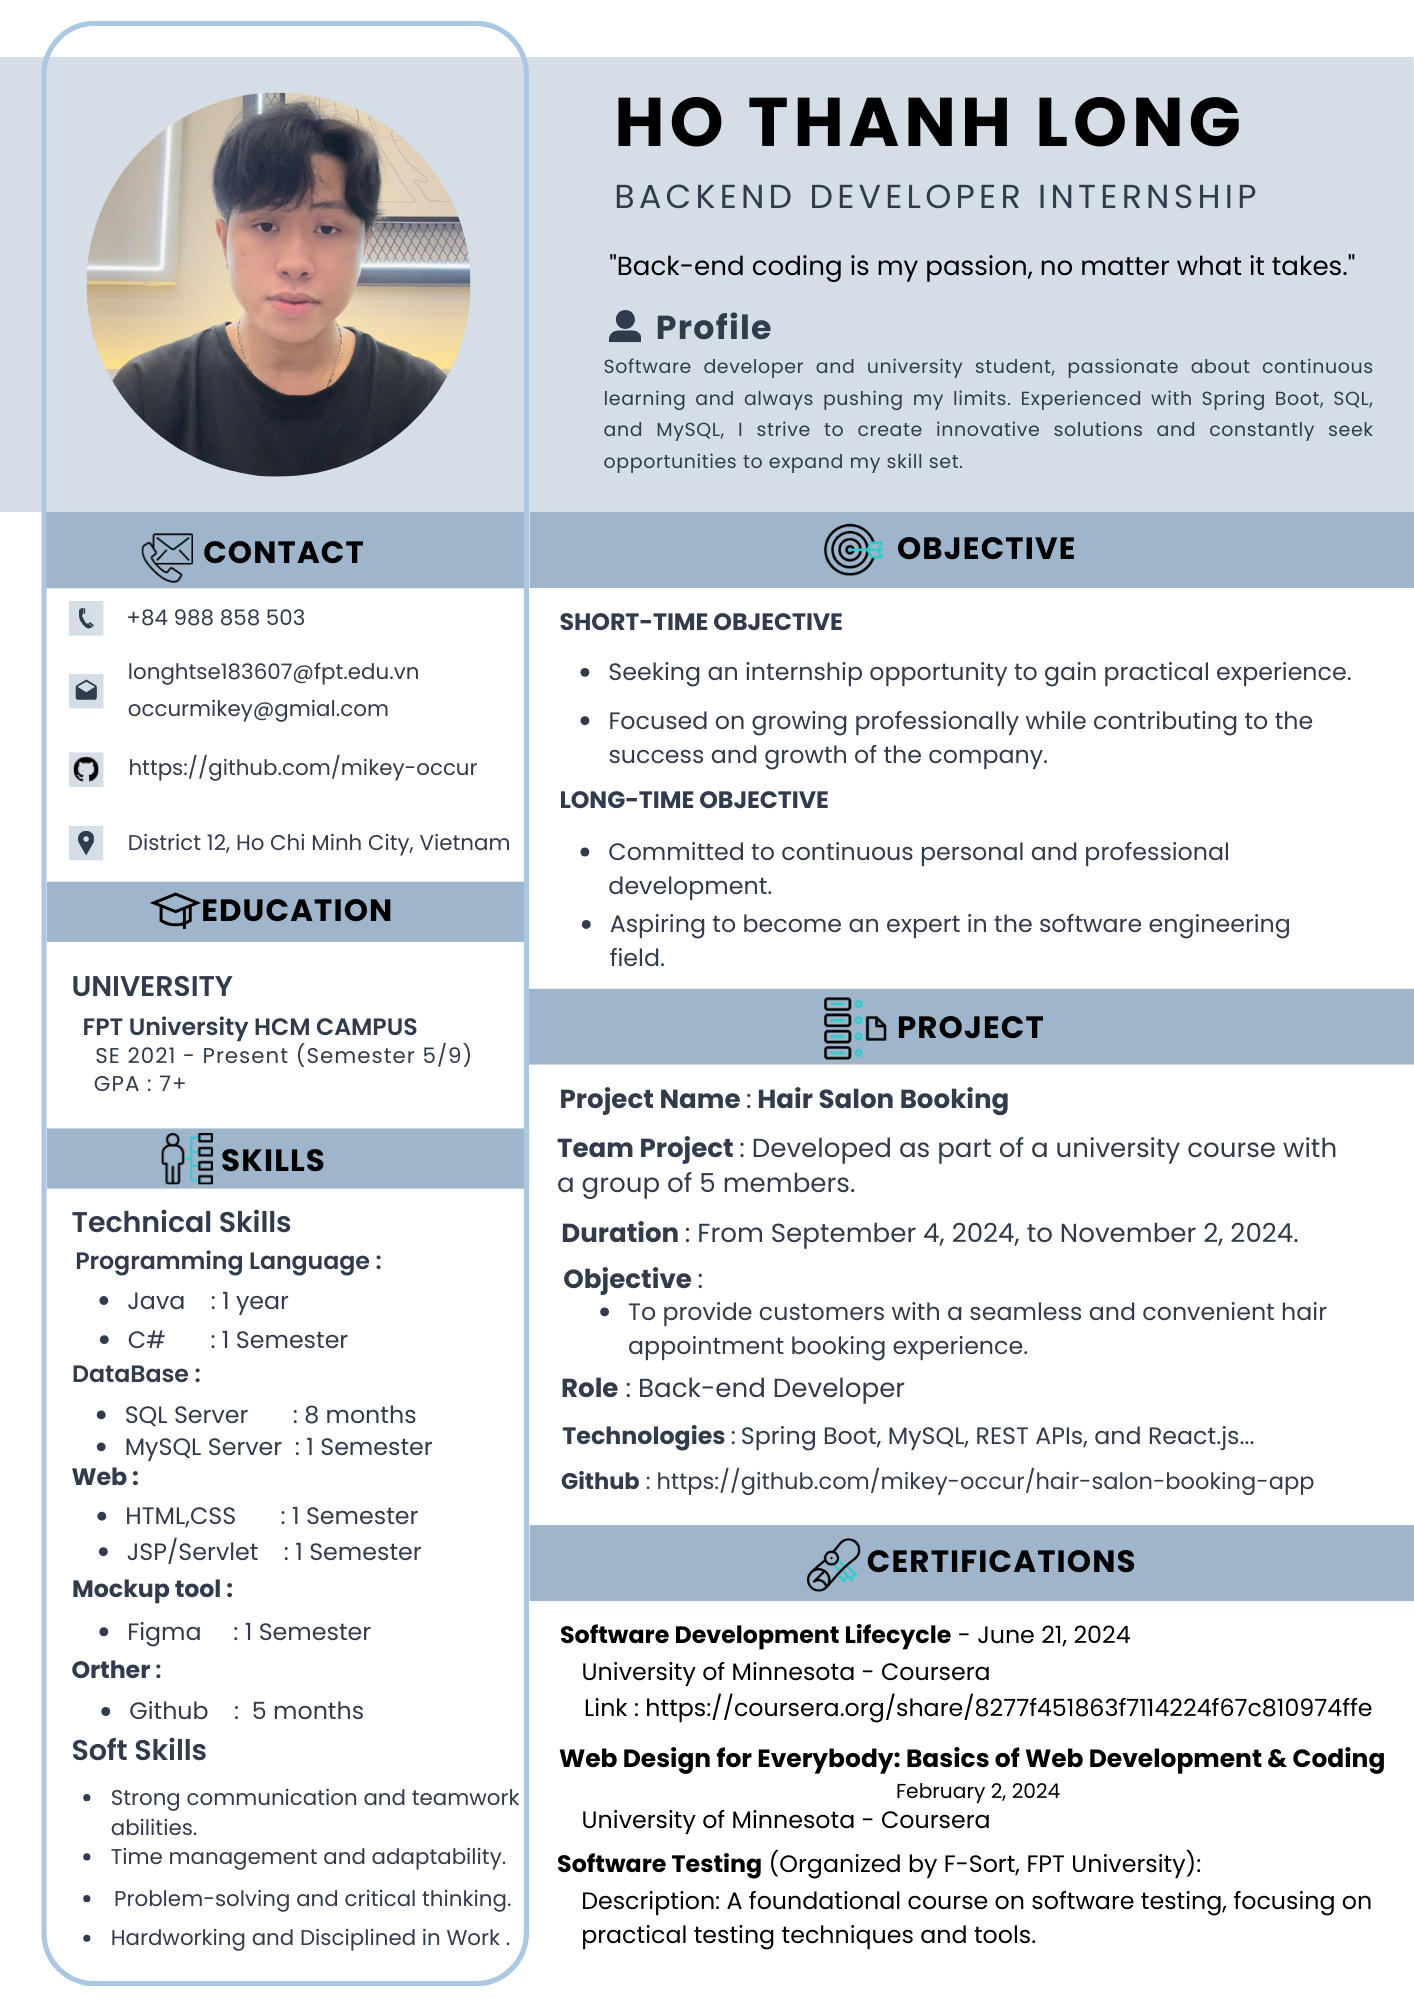 HO THANH LONG
BACKEND DEVELOPER INTERNSHIP
"Back-end coding is my passion, no matter what it takes."
Profile
Software developer and university student, passionate about continuous
learning and always pushing my limits. Experienced with Spring Boot, SQL,
and MySQL, I strive to create innovative solutions and constantly seek
opportunities to expand my skill set.
CONTACT
+84 988 858 503
longhtse183607@fpt.edu.vn
occurmikey@gmial.com
https://github.com/mikey-occur
District 12, Ho Chi Minh City, Vietnam
EDUCATION
UNIVERSITY
FPT University HCM CAMPUS
SE 2021 - Present (Semester 5/9)
GPA : 7+
SKILLS
Technical Skills
Programming Language :
• Java : 1 year
• C# : 1 Semester
DataBase :
• SQL Server : 8 months
• MySQL Server : 1 Semester
Web :
• HTML,CSS : 1 Semester
• JSP/Servlet : 1 Semester
Mockup tool :
• Figma : 1 Semester
Orther :
• Github : 5 months
Soft Skills
• Strong communication and teamwork
abilities.
• Time management and adaptability.
• Problem-solving and critical thinking.
• Hardworking and Disciplined in Work .
OBJECTIVE
SHORT-TIME OBJECTIVE
• Seeking an internship opportunity to gain practical experience.
• Focused on growing professionally while contributing to the
success and growth of the company.
LONG-TIME OBJECTIVE
• Committed to continuous personal and professional
development.
• Aspiring to become an expert in the software engineering
field.
PROJECT
Project Name : Hair Salon Booking
Team Project : Developed as part of a university course with
a group of 5 members.
Duration : From September 4, 2024, to November 2, 2024.
Objective :
• To provide customers with a seamless and convenient hair
appointment booking experience.
Role : Back-end Developer
Technologies : Spring Boot, MySQL, REST APIs, and React.js...
Github : https://github.com/mikey-occur/hair-salon-booking-app
CERTIFICATIONS
Software Development Lifecycle - June 21, 2024
University of Minnesota - Coursera
Link : https://coursera.org/share/8277f451863f7114224f67c810974ffe
Web Design for Everybody: Basics of Web Development & Coding
February 2, 2024
University of Minnesota - Coursera
Software Testing (Organized by F-Sort, FPT University):
Description: A foundational course on software testing, focusing on
practical testing techniques and tools.